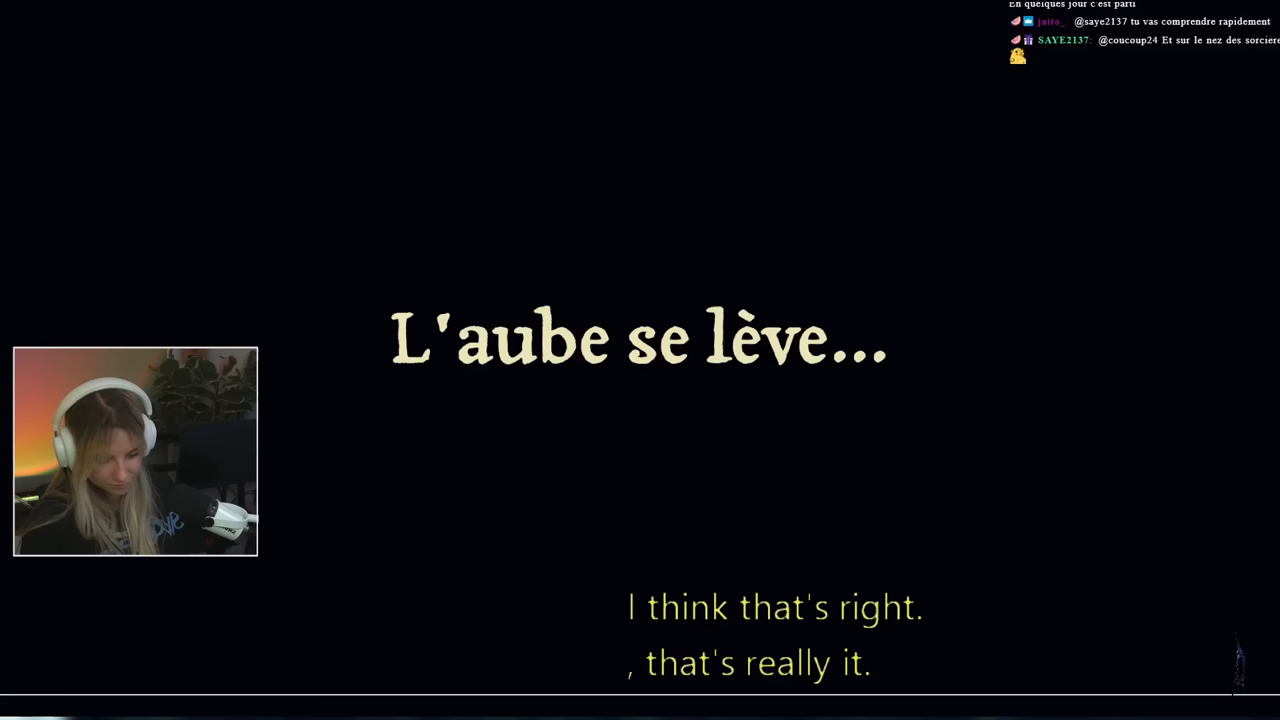 En quelques jour c'est parti
jaito_ @saye2137 tu vas comprendre rapidement
SAYE2137: @coucoup24 Et sur le nez des sorciere
L'aube se lève...
I think that's right.
, that's really it.